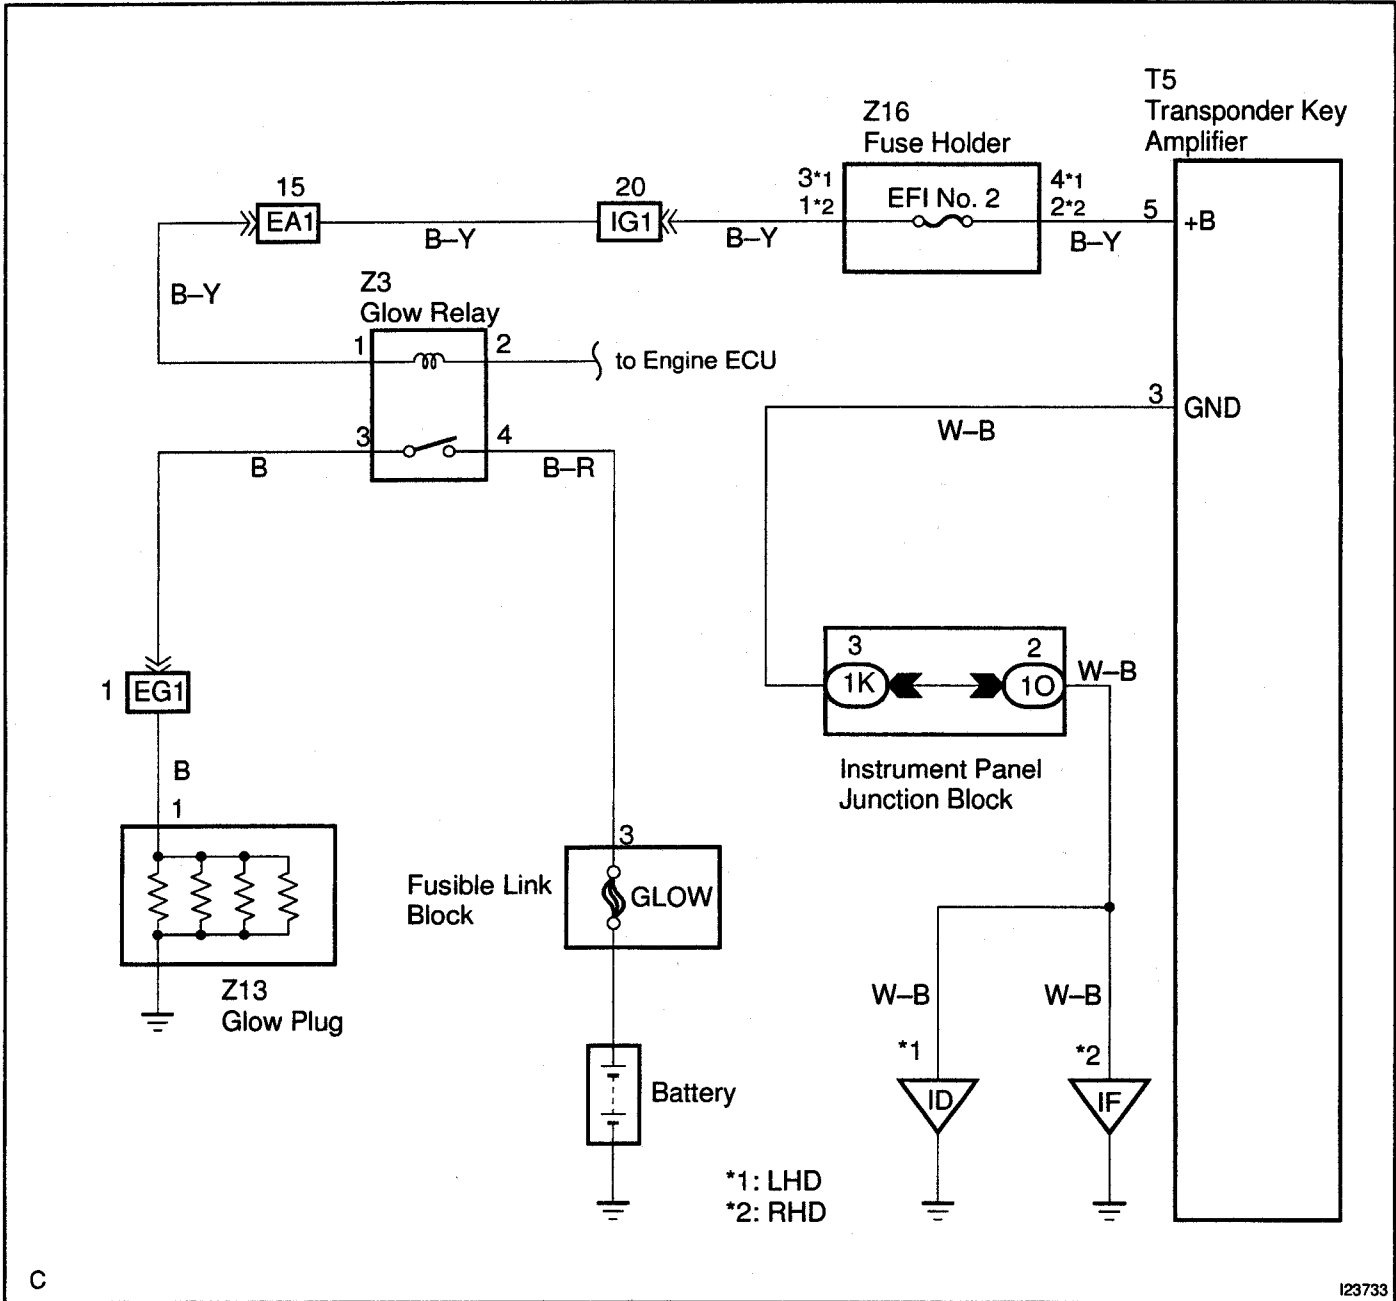 T5
Transponder Key
Amplifier
Z16
Fuse Holder
3*1
1*2
EFI No. 2
4*1
2*2
5
+B
15
EA1
20
IG1
B–Y
B–Y
B–Y
B–Y
Z3
Glow Relay
1
2
to Engine ECU
3
4
B
B–R
3
GND
W–B
3
1K
2
1O
W–B
Instrument Panel
Junction Block
1
EG1
B
1
Z13
Glow Plug
3
Fusible Link
Block
GLOW
Battery
W–B
W–B
*1
*2
ID
IF
*1: LHD
*2: RHD
C
I23733